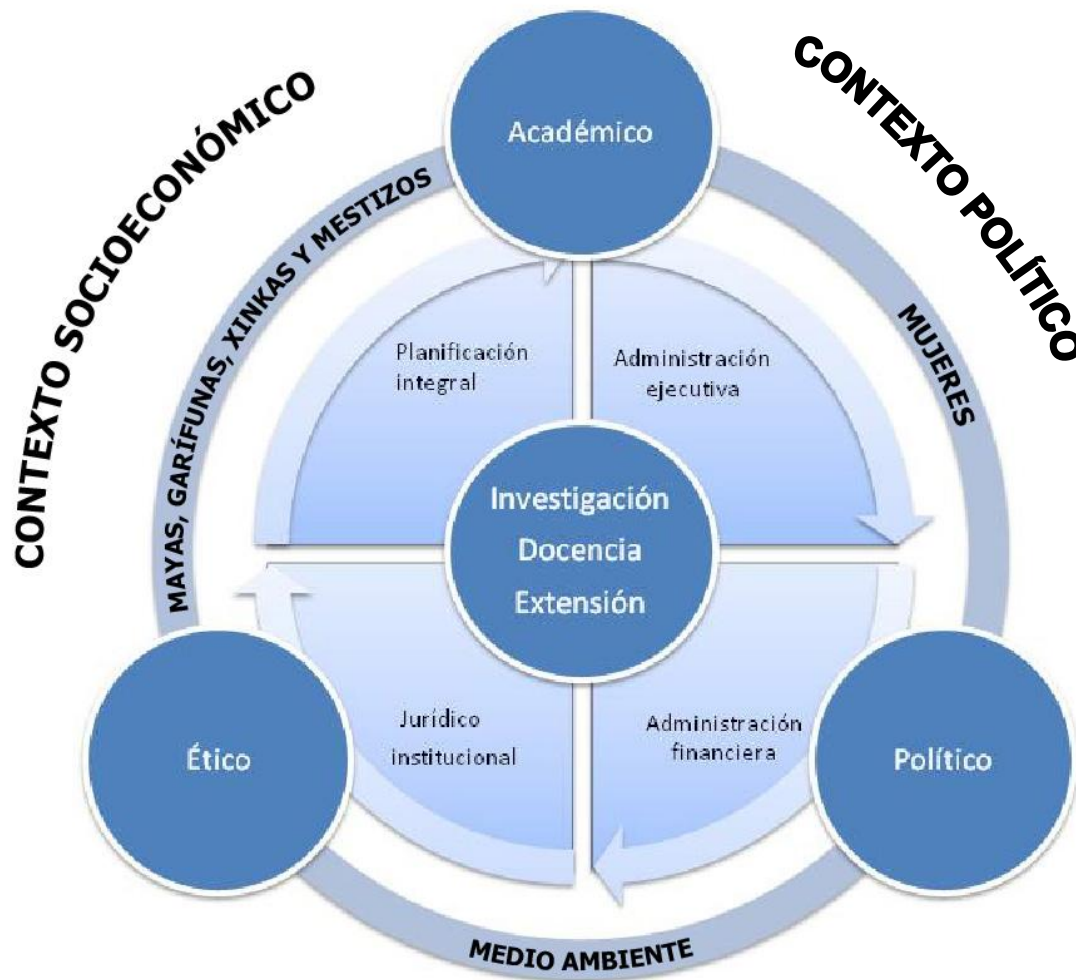 CONTEXTO SOCIOECONÓMICO
CONTEXTO POLÍTICO
Académico
MAYAS, GARÍFUNAS, XINKAS Y MESTIZOS
MUJERES
Planificación
integral
Administración
ejecutiva
Investigación
Docencia
Extensión
Jurídico
institucional
Administración
financiera
Ético
Político
MEDIO AMBIENTE